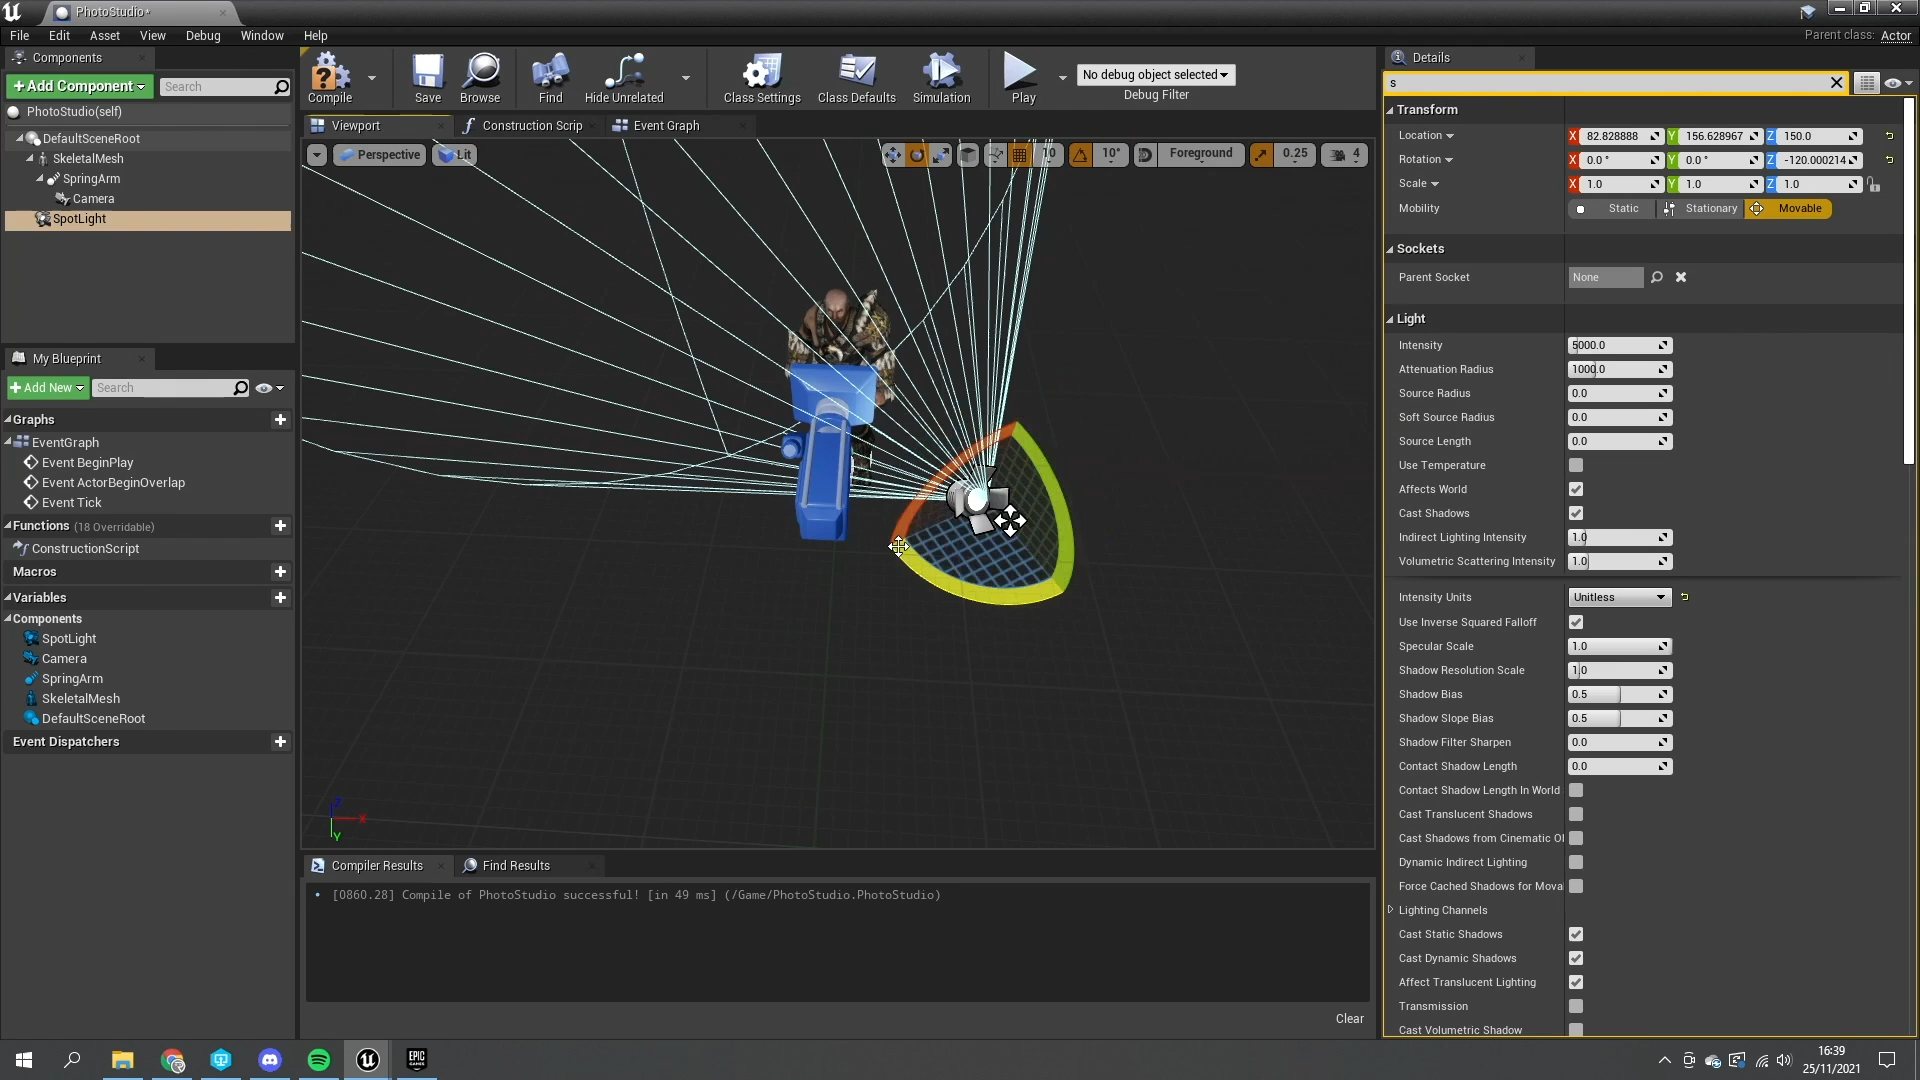 PhotoStudio*
File Edit Asset View Debug Window Help
Parent class: Actor
Components
Add Component
Search
PhotoStudio(self)
DefaultSceneRoot
SkeletalMesh
SpringArm
Camera
SpotLight
My Blueprint
Add New
Search
Graphs
EventGraph
Event BeginPlay
Event ActorBeginOverlap
Event Tick
Functions (18 Overridable)
ConstructionScript
Macros
Variables
Components
SpotLight
Camera
SpringArm
SkeletalMesh
DefaultSceneRoot
Event Dispatchers
Compile Save Browse Find Hide Unrelated Class Settings Class Defaults Simulation Play
No debug object selected
Debug Filter
Viewport Construction Scrip Event Graph
Perspective Lit 10 10° Foreground 0.25 4
Z
X
Y
Compiler Results Find Results
[0860.28] Compile of PhotoStudio successful! [in 49 ms] (/Game/PhotoStudio.PhotoStudio)
Clear
Details
s
Transform
Location X 82.828888 Y 156.628967 Z 150.0
Rotation X 0.0 ° Y 0.0 ° Z -120.000214
Scale X 1.0 Y 1.0 Z 1.0
Mobility Static Stationary Movable
Sockets
Parent Socket None
Light
Intensity 5000.0
Attenuation Radius 1000.0
Source Radius 0.0
Soft Source Radius 0.0
Source Length 0.0
Use Temperature
Affects World
Cast Shadows
Indirect Lighting Intensity 1.0
Volumetric Scattering Intensity 1.0
Intensity Units Unitless
Use Inverse Squared Falloff
Specular Scale 1.0
Shadow Resolution Scale 1.0
Shadow Bias 0.5
Shadow Slope Bias 0.5
Shadow Filter Sharpen 0.0
Contact Shadow Length 0.0
Contact Shadow Length In World
Cast Translucent Shadows
Cast Shadows from Cinematic Ol
Dynamic Indirect Lighting
Force Cached Shadows for Mova
Lighting Channels
Cast Static Shadows
Cast Dynamic Shadows
Affect Translucent Lighting
Transmission
Cast Volumetric Shadow
EPIC GAMES
16:39
25/11/2021